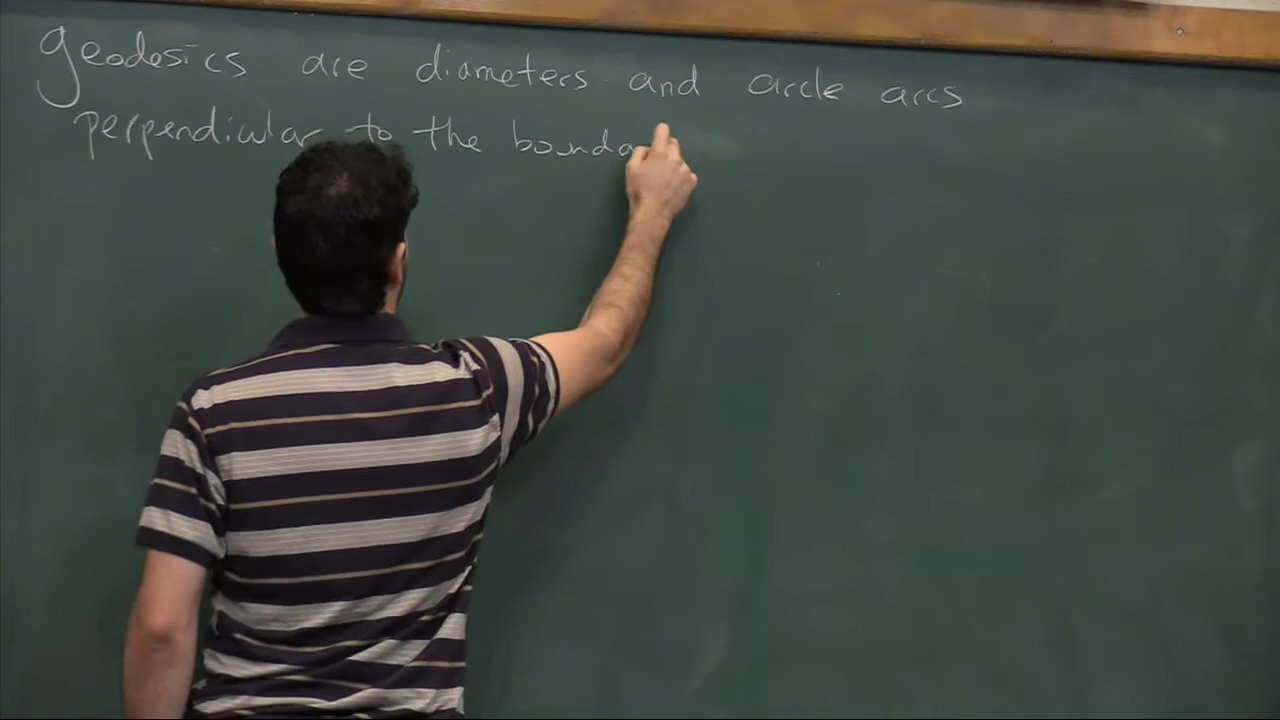 geodesics are diameters and circle arcs
perpendicular to the bounda